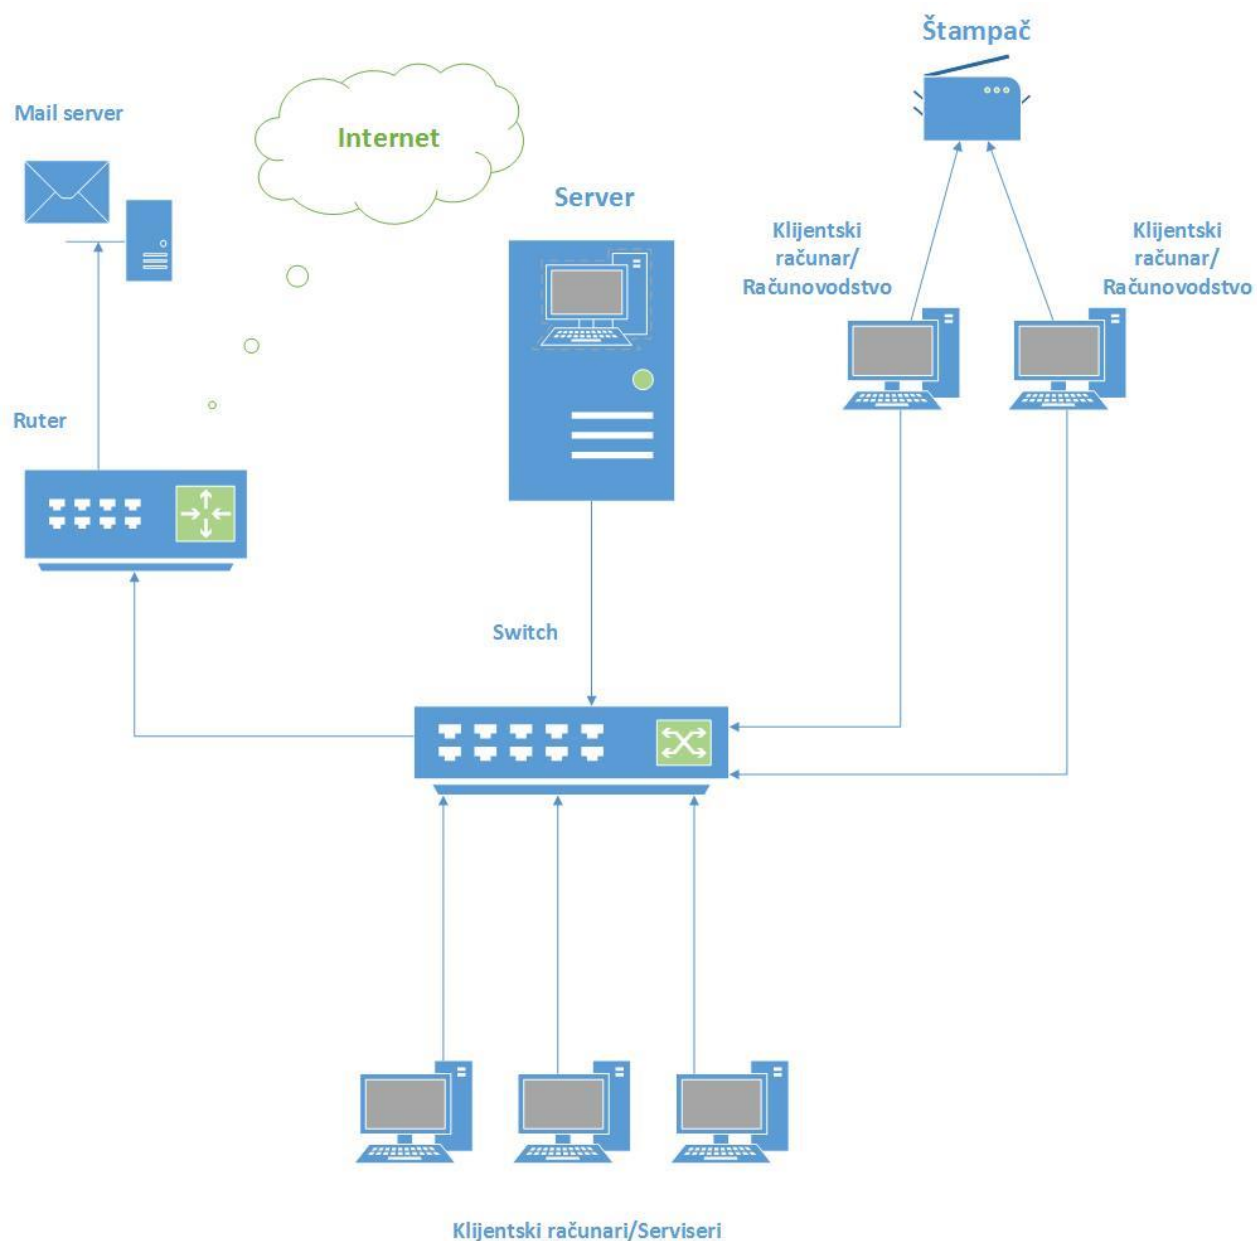 Štampač
Mail server
Internet
Server
Klijentski
računar/
Računovodstvo
Klijentski
računar/
Računovodstvo
Ruter
Switch
Klijentski računari/Serviseri